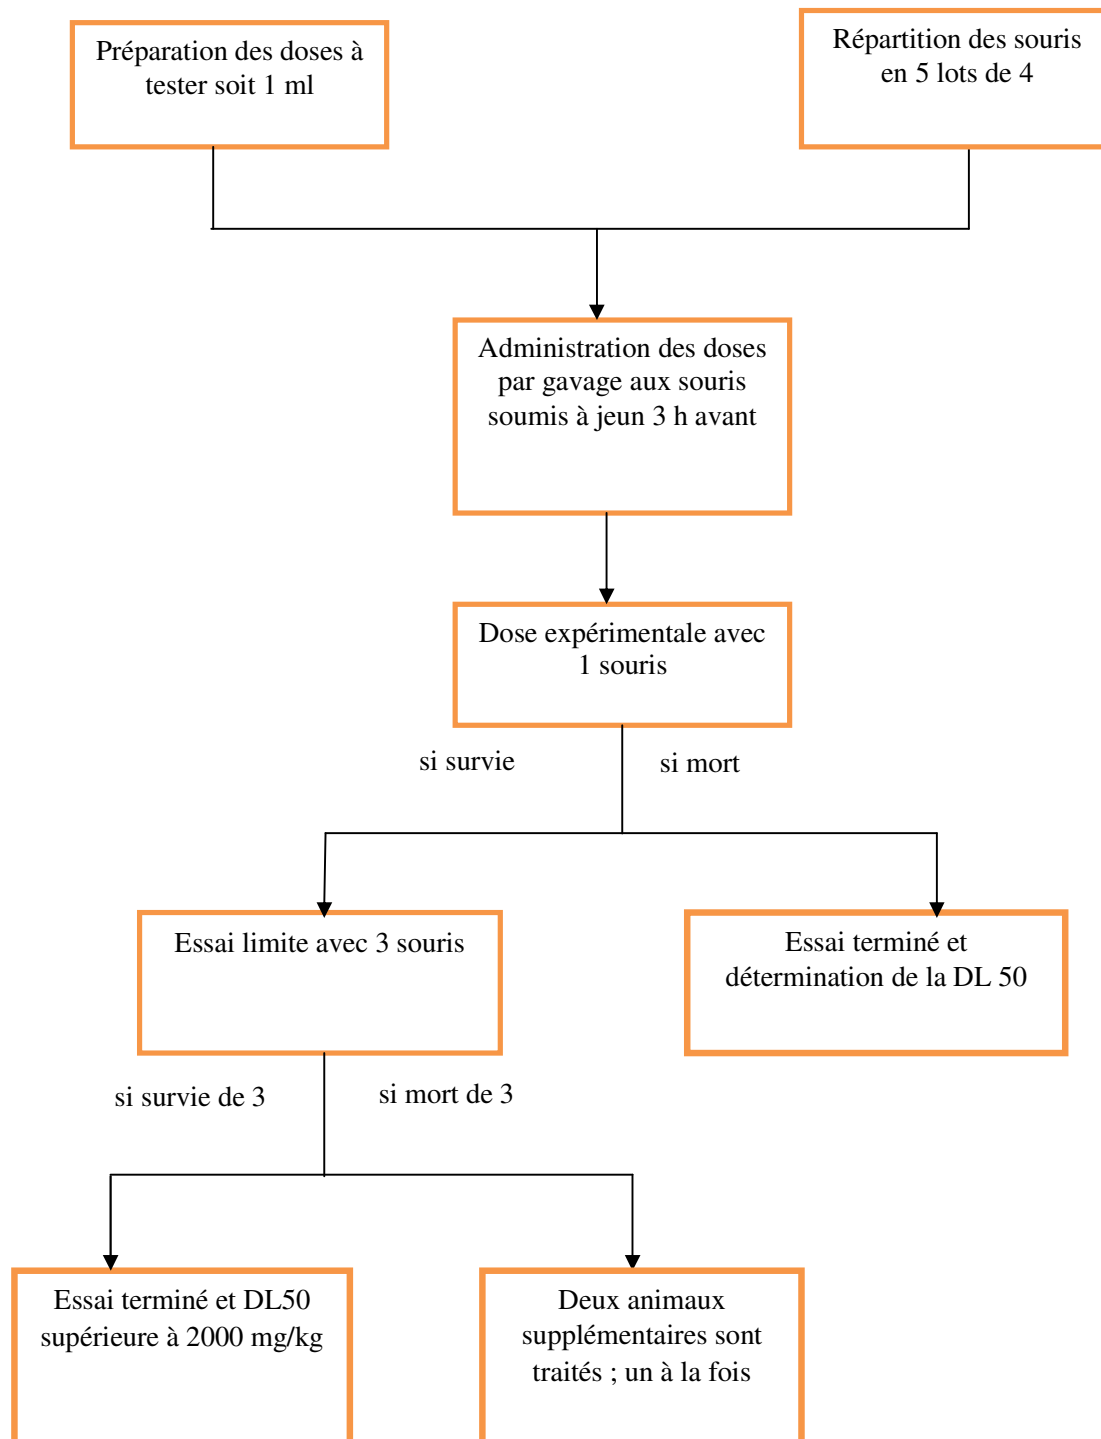 Préparation des doses à
tester soit 1 ml
Répartition des souris
en 5 lots de 4
Administration des doses
par gavage aux souris
soumis à jeun 3 h avant
Dose expérimentale avec
1 souris
si survie
si mort
Essai limite avec 3 souris
Essai terminé et
détermination de la DL 50
si survie de 3
si mort de 3
Essai terminé et DL50
supérieure à 2000 mg/kg
Deux animaux
supplémentaires sont
traités ; un à la fois